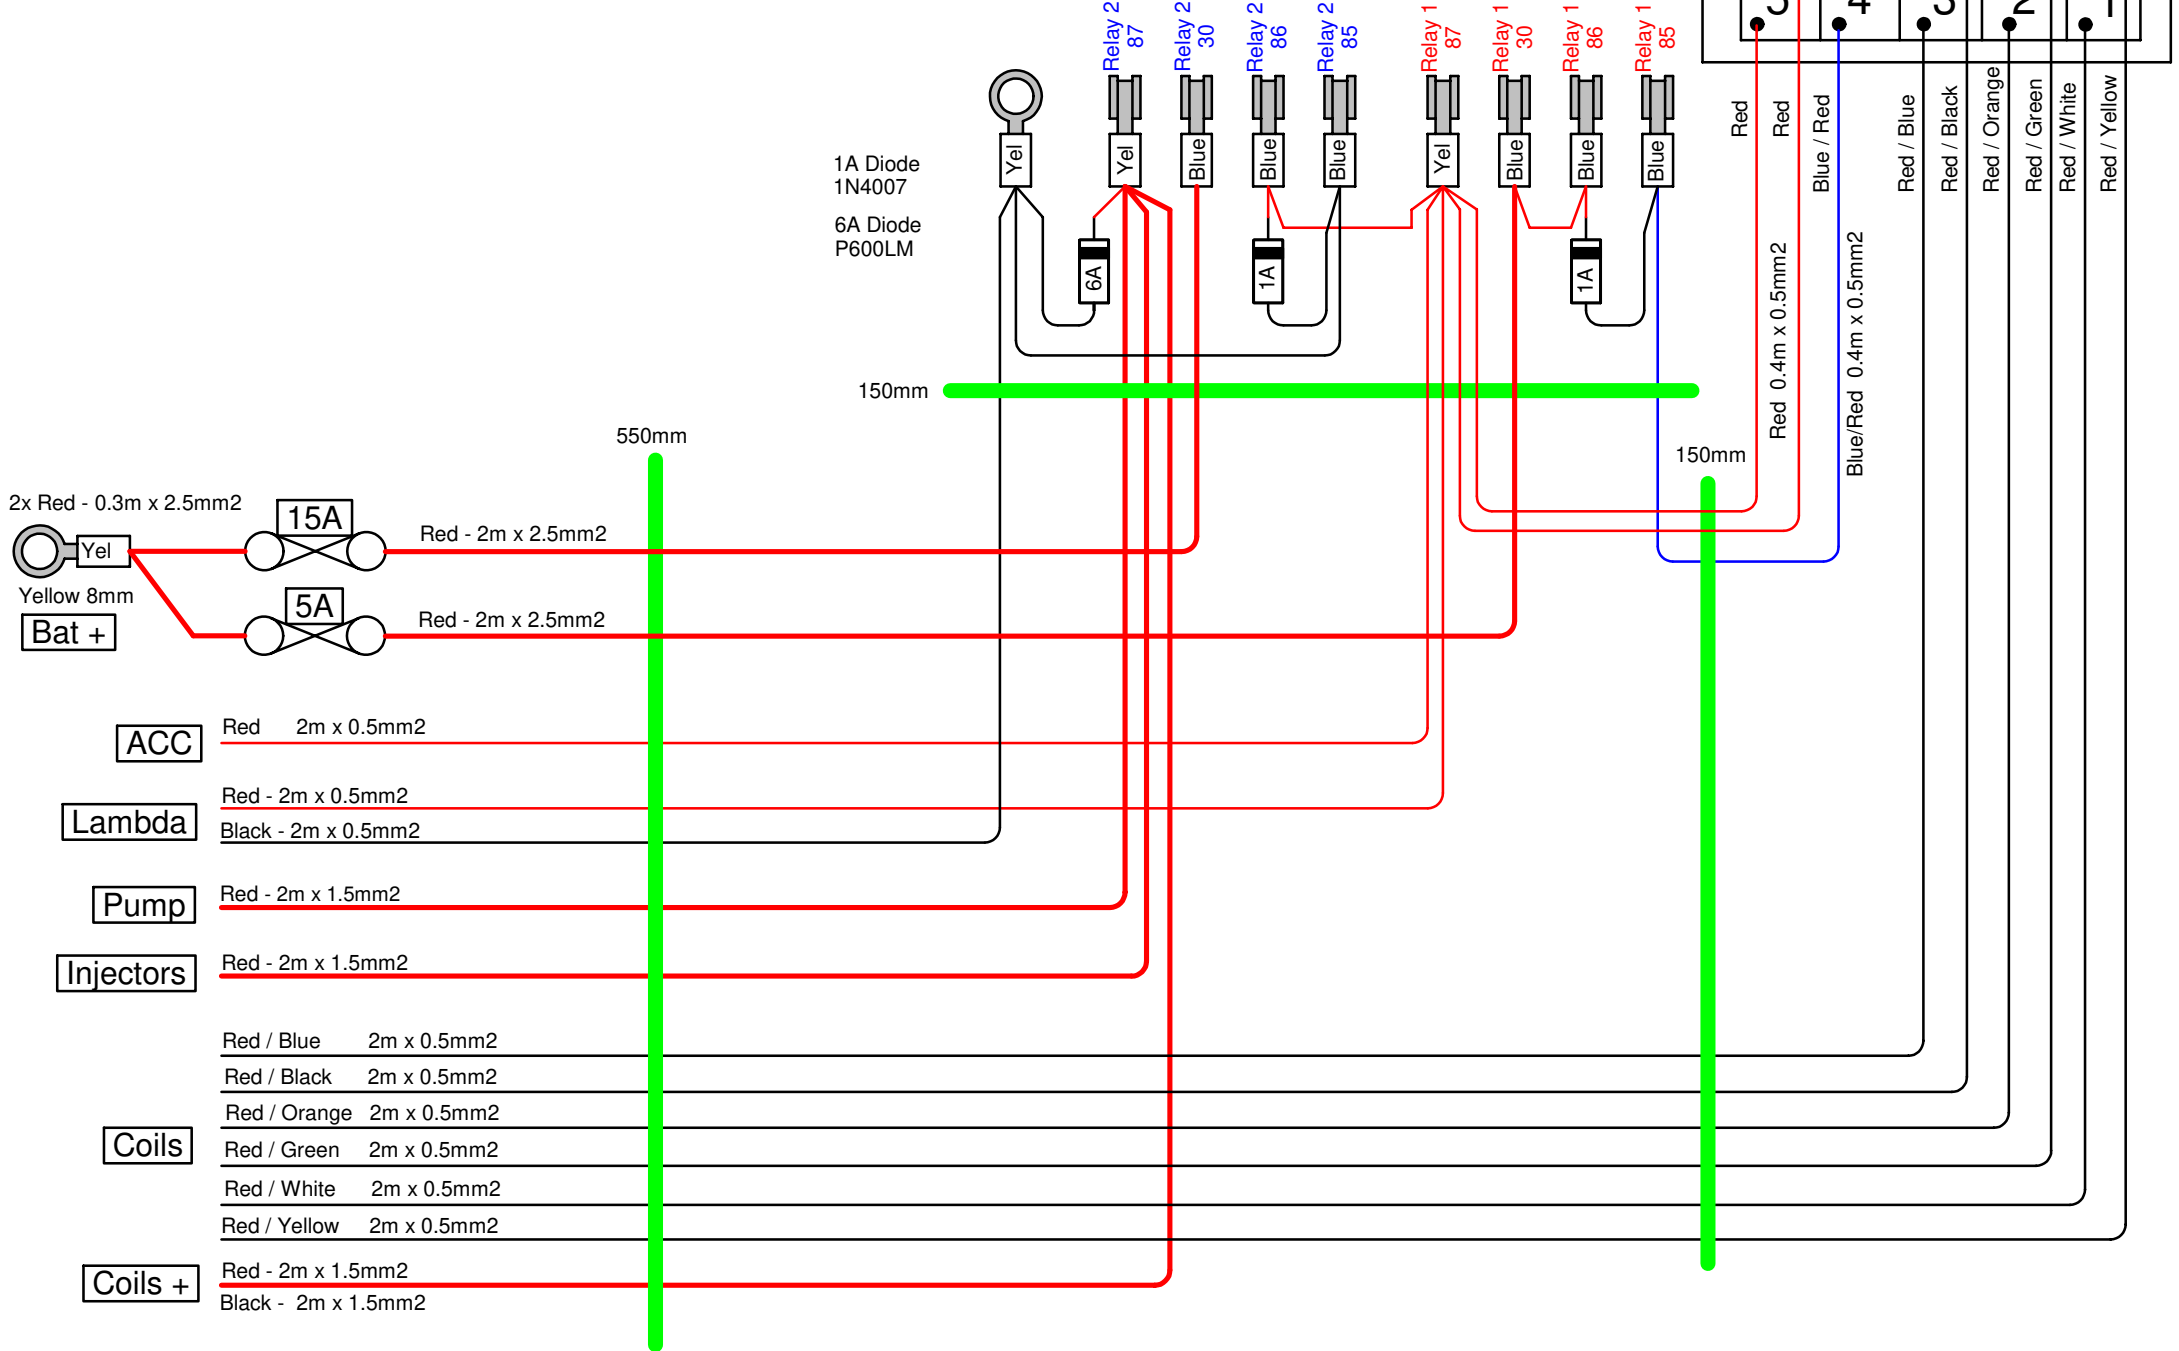 Relay 2
87
Relay 2
30
Relay 2
86
Relay 2
85
Relay 1
87
Relay 1
30
Relay 1
86
Relay 1
85
5
4
3
2
1
Yel
Yel
Blue
Blue
Blue
Yel
Blue
Blue
Blue
Red
Red
Blue / Red
Red / Blue
Red / Black
Red / Orange
Red / Green
Red / White
Red / Yellow
1A Diode
1N4007
6A Diode
P600LM
6A
1A
1A
Red 0.4m x 0.5mm2
Blue/Red 0.4m x 0.5mm2
150mm
550mm
150mm
2x Red - 0.3m x 2.5mm2
15A
Red - 2m x 2.5mm2
Yel
Yellow 8mm
5A
Red - 2m x 2.5mm2
Bat +
ACC
Red 2m x 0.5mm2
Lambda
Red - 2m x 0.5mm2
Black - 2m x 0.5mm2
Pump
Red - 2m x 1.5mm2
Injectors
Red - 2m x 1.5mm2
Coils
Red / Blue 2m x 0.5mm2
Red / Black 2m x 0.5mm2
Red / Orange 2m x 0.5mm2
Red / Green 2m x 0.5mm2
Red / White 2m x 0.5mm2
Red / Yellow 2m x 0.5mm2
Coils +
Red - 2m x 1.5mm2
Black - 2m x 1.5mm2